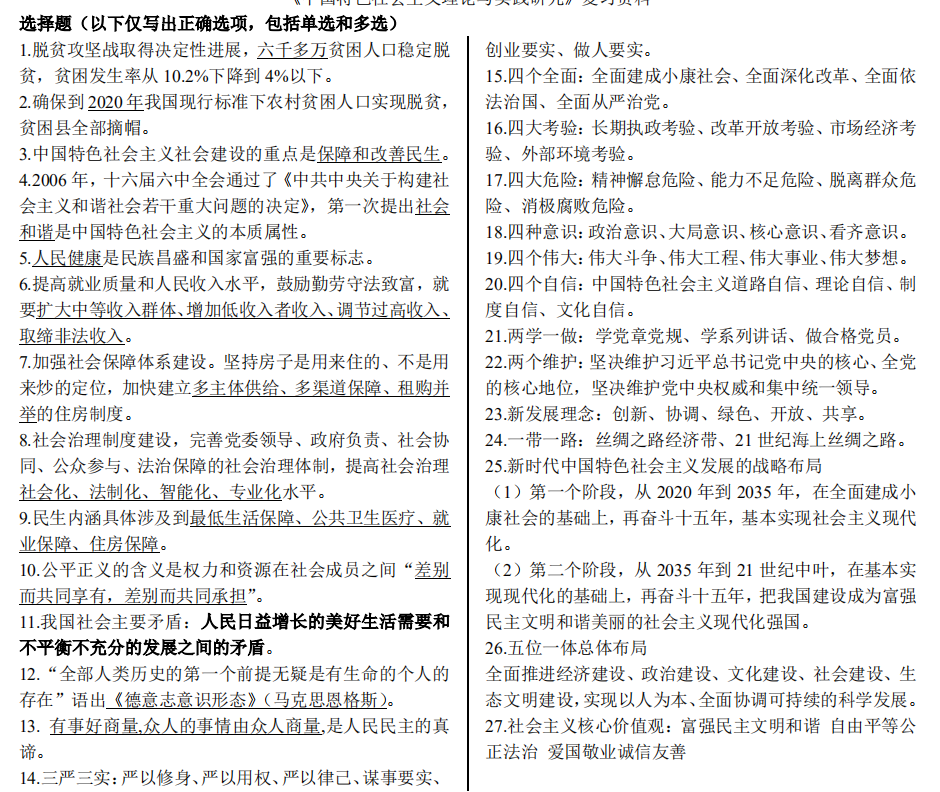 《中国特色社会主义理论与实践研究》复习资料
选择题（以下仅写出正确选项，包括单选和多选）
1.脱贫攻坚战取得决定性进展，六千多万贫困人口稳定脱
贫，贫困发生率从 10.2%下降到 4%以下。
2.确保到 2020 年我国现行标准下农村贫困人口实现脱贫，
贫困县全部摘帽。
3.中国特色社会主义社会建设的重点是保障和改善民生。
4.2006 年，十六届六中全会通过了《中共中央关于构建社
会主义和谐社会若干重大问题的决定》，第一次提出社会
和谐是中国特色社会主义的本质属性。
5.人民健康是民族昌盛和国家富强的重要标志。
6.提高就业质量和人民收入水平，鼓励勤劳守法致富，就
要扩大中等收入群体、增加低收入者收入、调节过高收入、
取缔非法收入。
7.加强社会保障体系建设。坚持房子是用来住的、不是用
来炒的定位，加快建立多主体供给、多渠道保障、租购并
举的住房制度。
8.社会治理制度建设，完善党委领导、政府负责、社会协
同、公众参与、法治保障的社会治理体制，提高社会治理
社会化、法制化、智能化、专业化水平。
9.民生内涵具体涉及到最低生活保障、公共卫生医疗、就
业保障、住房保障。
10.公平正义的含义是权力和资源在社会成员之间“差别
而共同享有，差别而共同承担”。
11.我国社会主要矛盾：人民日益增长的美好生活需要和
不平衡不充分的发展之间的矛盾。
12.“全部人类历史的第一个前提无疑是有生命的个人的
存在”语出《德意志意识形态》（马克思恩格斯）。
13. 有事好商量,众人的事情由众人商量,是人民民主的真
谛。
14.三严三实：严以修身、严以用权、严以律己、谋事要实、
创业要实、做人要实。
15.四个全面：全面建成小康社会、全面深化改革、全面依
法治国、全面从严治党。
16.四大考验：长期执政考验、改革开放考验、市场经济考
验、外部环境考验。
17.四大危险：精神懈怠危险、能力不足危险、脱离群众危
险、消极腐败危险。
18.四种意识：政治意识、大局意识、核心意识、看齐意识。
19.四个伟大：伟大斗争、伟大工程、伟大事业、伟大梦想。
20.四个自信：中国特色社会主义道路自信、理论自信、制
度自信、文化自信。
21.两学一做：学党章党规、学系列讲话、做合格党员。
22.两个维护：坚决维护习近平总书记党中央的核心、全党
的核心地位，坚决维护党中央权威和集中统一领导。
23.新发展理念：创新、协调、绿色、开放、共享。
24.一带一路：丝绸之路经济带、21 世纪海上丝绸之路。
25.新时代中国特色社会主义发展的战略布局
（1）第一个阶段，从 2020 年到 2035 年，在全面建成小
康社会的基础上，再奋斗十五年，基本实现社会主义现代
化。
（2）第二个阶段，从 2035 年到 21 世纪中叶，在基本实
现现代化的基础上，再奋斗十五年，把我国建设成为富强
民主文明和谐美丽的社会主义现代化强国。
26.五位一体总体布局
全面推进经济建设、政治建设、文化建设、社会建设、生
态文明建设,实现以人为本、全面协调可持续的科学发展。
27.社会主义核心价值观：富强民主文明和谐 自由平等公
正法治 爱国敬业诚信友善